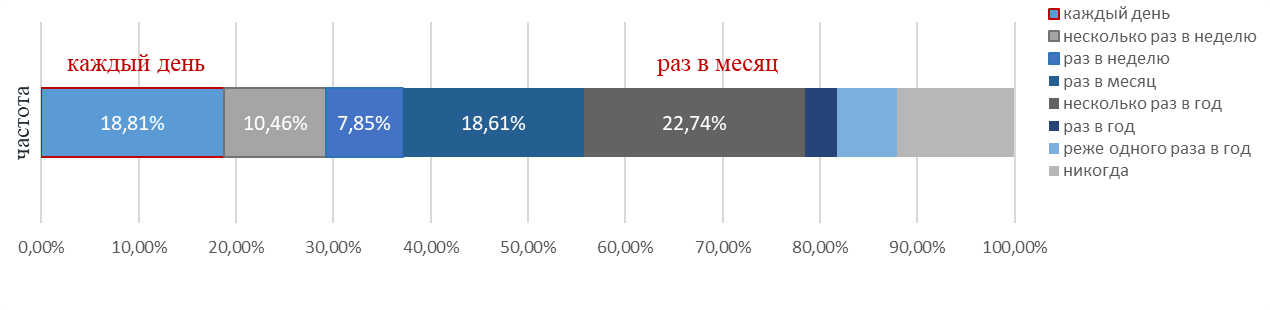 каждый день
раз в месяц
частота
18,81%
10,46%
7,85%
18,61%
22,74%
0,00%
10,00%
20,00%
30,00%
40,00%
50,00%
60,00%
70,00%
80,00%
90,00%
100,00%
каждый день
несколько раз в неделю
раз в неделю
раз в месяц
несколько раз в год
раз в год
реже одного раза в год
никогда